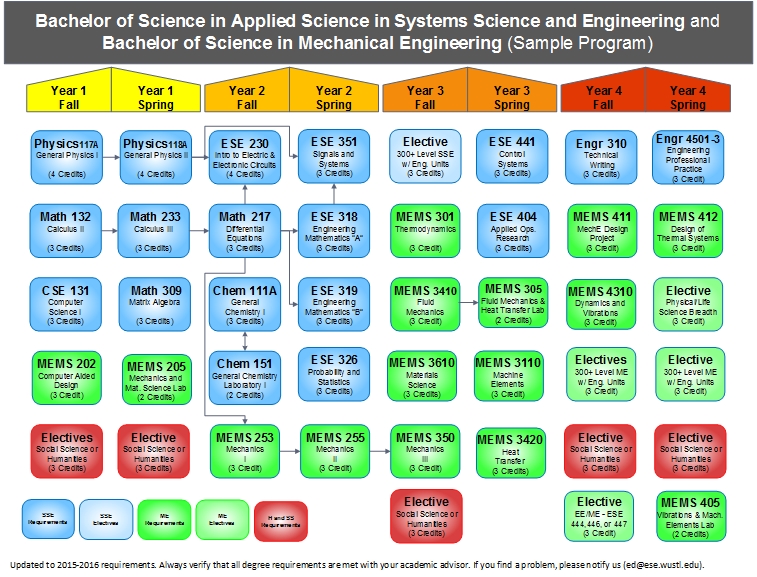 Bachelor of Science in Applied Science in Systems Science and Engineering and
Bachelor of Science in Mechanical Engineering (Sample Program)
Year 1
Fall
Year 1
Spring
Year 2
Fall
Year 2
Spring
Year 3
Fall
Year 3
Spring
Year 4
Fall
Year 4
Spring
Physics117A
General Physics I
(4 Credits)
Physics118A
General Physics II
(4 Credits)
ESE 230
Intro to Electric &
Electronic Circuits
(4 Credits)
ESE 351
Signals and
Systems
(3 Credits)
Elective
300+ Level SSE
w/ Eng. Units
(3 Credits)
ESE 441
Control
Systems
(3 Credits)
Engr 310
Technical
Writing
(3 Credits)
Engr 4501-3
Engineering
Professional
Practice
(3 Credit)
Math 132
Calculus II
(3 Credits)
Math 233
Calculus III
(3 Credits)
Math 217
Differential
Equations
(3 Credits)
ESE 318
Engineering
Mathematics "A"
(3 Credits)
MEMS 301
Thermodynamics
(3 Credit)
ESE 404
Applied Ops.
Research
(3 Credits)
MEMS 411
MechE Design
Project
(3 Credit)
MEMS 412
Design of
Thermal Systems
(3 Credit)
CSE 131
Computer
Science I
(3 Credits)
Math 309
Matrix Algebra
(3 Credits)
Chem 111A
General
Chemistry I
(3 Credits)
ESE 319
Engineering
Mathematics "B"
(3 Credits)
MEMS 3410
Fluid
Mechanics
(3 Credit)
MEMS 305
Fluid Mechanics &
Heat Transfer Lab
(2 Credits)
MEMS 4310
Dynamics and
Vibrations
(3 Credit)
Elective
Physical/Life
Science Breadth
(3 Credit)
MEMS 202
Computer Aided
Design
(3 Credit)
MEMS 205
Mechanics and
Mat. Science Lab
(2 Credits)
Chem 151
General Chemistry
Laboratory I
(2 Credits)
ESE 326
Probability and
Statistics
(3 Credits)
MEMS 3610
Materials
Science
(3 Credit)
MEMS 3110
Machine
Elements
(3 Credit)
Electives
300+ Level ME
w/ Eng. Units
(3 Credit)
Elective
300+ Level ME
w/ Eng. Units
(3 Credit)
Electives
Social Science or
Humanities
(3 Credits)
Elective
Social Science or
Humanities
(3 Credits)
MEMS 253
Mechanics
I
(3 Credit)
MEMS 255
Mechanics
II
(3 Credit)
MEMS 350
Mechanics
III
(3 Credit)
MEMS 3420
Heat
Transfer
(3 Credit)
Elective
Social Science or
Humanities
(3 Credits)
Elective
Social Science or
Humanities
(3 Credits)
SSE
Requirements
SSE
Electives
ME
Requirements
ME
Electives
H and SS
Requirements
Elective
Social Science or
Humanities
(3 Credits)
Elective
EE/ME - ESE
444,446, or 447
(3 Credit)
MEMS 405
Vibrations & Mach.
Elements Lab
(2 Credits)
Updated to 2015-2016 requirements. Always verify that all degree requirements are met with your academic advisor. If you find a problem, please notify us (ed@ese.wustl.edu).